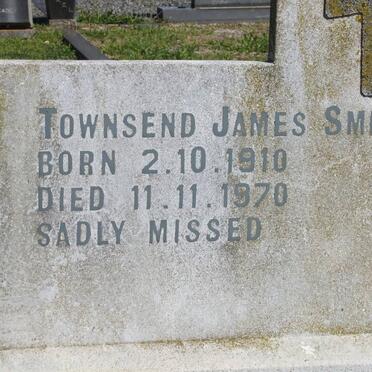 TOWNSEND JAMES
BORN 2.10.1910
DIED 11.11.1970
SADLY MISSED